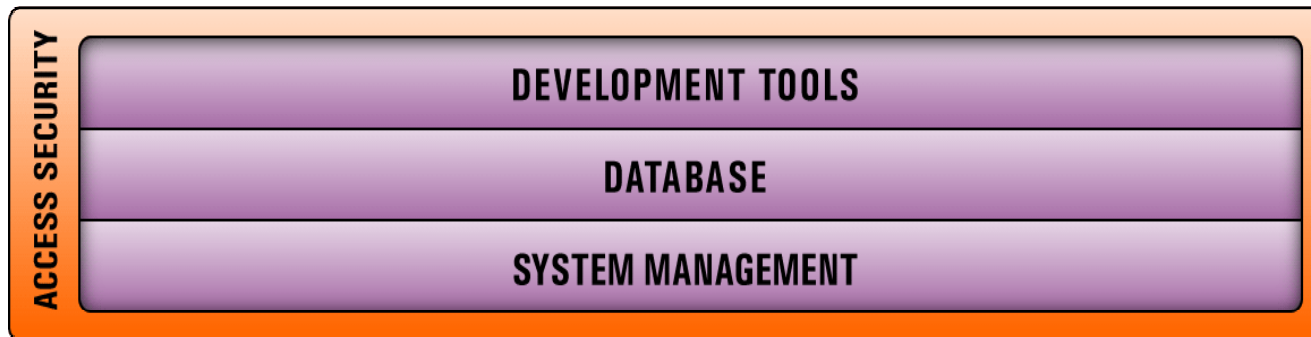 ACCESS SECURITY
DEVELOPMENT TOOLS
DATABASE
SYSTEM MANAGEMENT